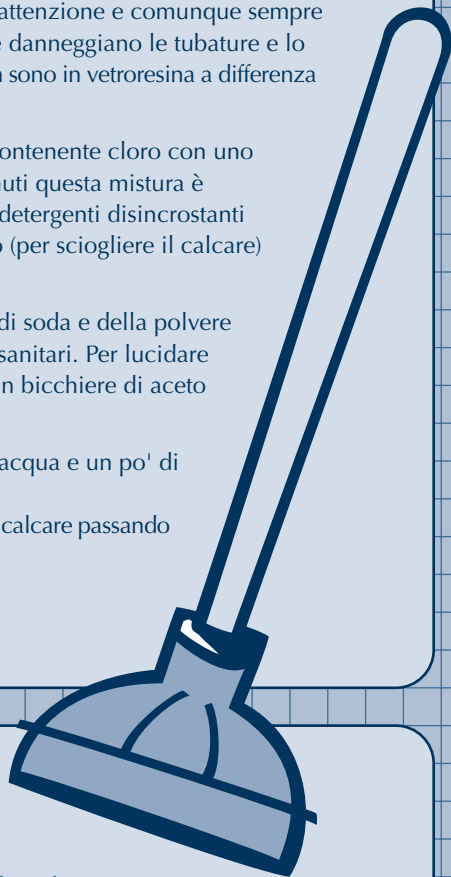 attenzione e comunque sempre
danneggiano le tubature e lo
sono in vetroresina a differenza
ontenente cloro con uno
nuti questa mistura è
detergenti disincrostanti
o (per sciogliere il calcare)
di soda e della polvere
sanitari. Per lucidare
n bicchiere di aceto
acqua e un po' di
calcare passando